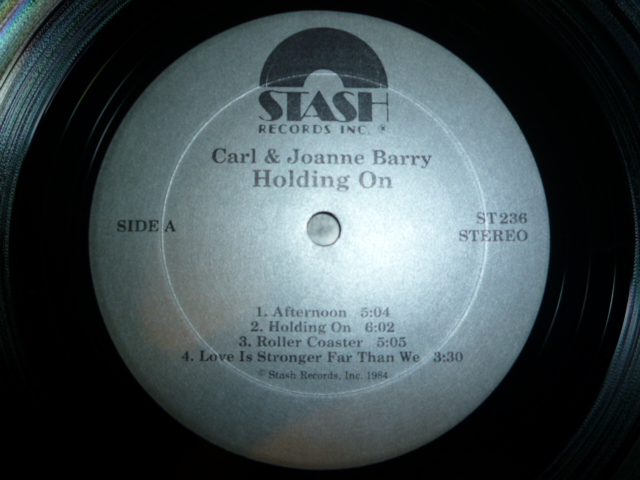 STASH
RECORDS INC. ®
Carl & Joanne Barry
Holding On
SIDE A
ST 236
STEREO
1. Afternoon 5:04
2. Holding On 6:02
3. Roller Coaster 5:05
4. Love Is Stronger Far Than We 3:30
© Stash Records, Inc. 1984